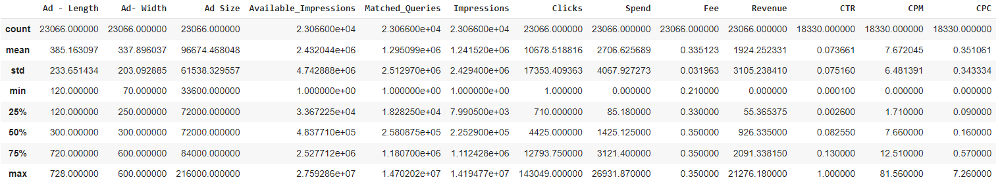 Ad - Length Ad- Width Ad Size Available_Impressions Matched_Queries Impressions Clicks Spend Fee Revenue CTR CPM CPC
count 23066.000000 23066.000000 23066.000000 2.306600e+04 2.306600e+04 2.306600e+04 23066.000000 23066.000000 23066.000000 23066.000000 18330.000000 18330.000000 18330.000000
mean 385.163097 337.896037 96674.468048 2.432044e+06 1.295099e+06 1.241520e+06 10678.518816 2706.625689 0.335123 1924.252331 0.073661 7.672045 0.351061
std 233.651434 203.092885 61538.329557 4.742888e+06 2.512970e+06 2.429400e+06 17353.409363 4067.927273 0.031963 3105.238410 0.075160 6.481391 0.343334
min 120.000000 70.000000 33600.000000 1.000000e+00 1.000000e+00 1.000000e+00 1.000000 0.000000 0.210000 0.000000 0.000100 0.000000 0.000000
25% 120.000000 250.000000 72000.000000 3.367225e+04 1.828250e+04 7.990500e+03 710.000000 85.180000 0.330000 55.365375 0.002600 1.710000 0.090000
50% 300.000000 300.000000 72000.000000 4.837710e+05 2.580875e+05 2.252900e+05 4425.000000 1425.125000 0.350000 926.335000 0.082550 7.660000 0.160000
75% 720.000000 600.000000 84000.000000 2.527712e+06 1.180700e+06 1.112428e+06 12793.750000 3121.400000 0.350000 2091.338150 0.130000 12.510000 0.570000
max 728.000000 600.000000 216000.000000 2.759286e+07 1.470202e+07 1.419477e+07 143049.000000 26931.870000 0.350000 21276.180000 1.000000 81.560000 7.260000